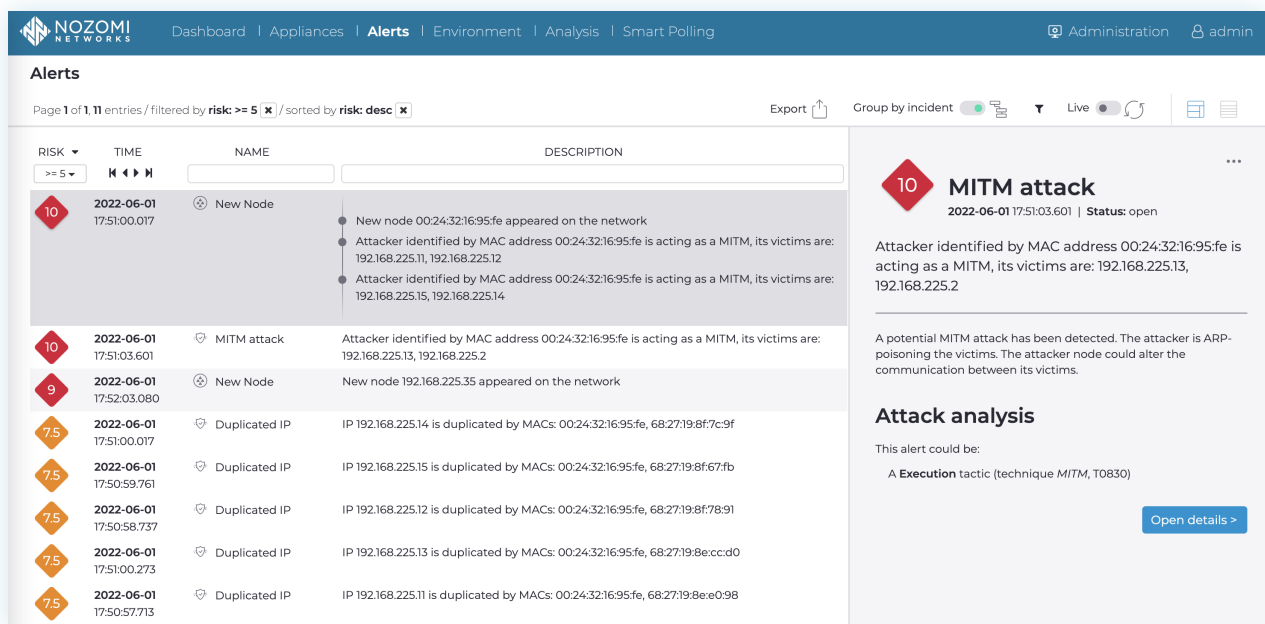 NOZOMI
NETWORKS
Dashboard | Appliances | Alerts | Environment | Analysis | Smart Polling
Administration
admin
Alerts
Page 1 of 1, 11 entries / filtered by risk: >= 5 ✖ / sorted by risk: desc ✖
Export
Group by incident
Live
RISK TIME NAME DESCRIPTION
>= 5
10 2022-06-01 New Node
17:51:00.017
New node 00:24:32:16:95:fe appeared on the network
Attacker identified by MAC address 00:24:32:16:95:fe is acting as a MITM, its victims are:
192.168.225.11, 192.168.225.12
Attacker identified by MAC address 00:24:32:16:95:fe is acting as a MITM, its victims are:
192.168.225.15, 192.168.225.14
10 2022-06-01 MITM attack Attacker identified by MAC address 00:24:32:16:95:fe is acting as a MITM, its victims are:
17:51:03.601 192.168.225.13, 192.168.225.2
9 2022-06-01 New Node New node 192.168.225.35 appeared on the network
17:52:03.080
7.5 2022-06-01 Duplicated IP IP 192.168.225.14 is duplicated by MACs: 00:24:32:16:95:fe, 68:27:19:8f:7c:9f
17:51:00.017
7.5 2022-06-01 Duplicated IP IP 192.168.225.15 is duplicated by MACs: 00:24:32:16:95:fe, 68:27:19:8f:67:fb
17:50:59.761
7.5 2022-06-01 Duplicated IP IP 192.168.225.12 is duplicated by MACs: 00:24:32:16:95:fe, 68:27:19:8f:78:91
17:50:58.737
7.5 2022-06-01 Duplicated IP IP 192.168.225.13 is duplicated by MACs: 00:24:32:16:95:fe, 68:27:19:8e:cc:d0
17:51:00.273
7.5 2022-06-01 Duplicated IP IP 192.168.225.11 is duplicated by MACs: 00:24:32:16:95:fe, 68:27:19:8e:e0:98
17:50:57.713
10 MITM attack
2022-06-01 17:51:03.601 | Status: open
Attacker identified by MAC address 00:24:32:16:95:fe is
acting as a MITM, its victims are: 192.168.225.13,
192.168.225.2
A potential MITM attack has been detected. The attacker is ARP-
poisoning the victims. The attacker node could alter the
communication between its victims.
Attack analysis
This alert could be:
A Execution tactic (technique MITM, T0830)
Open details >